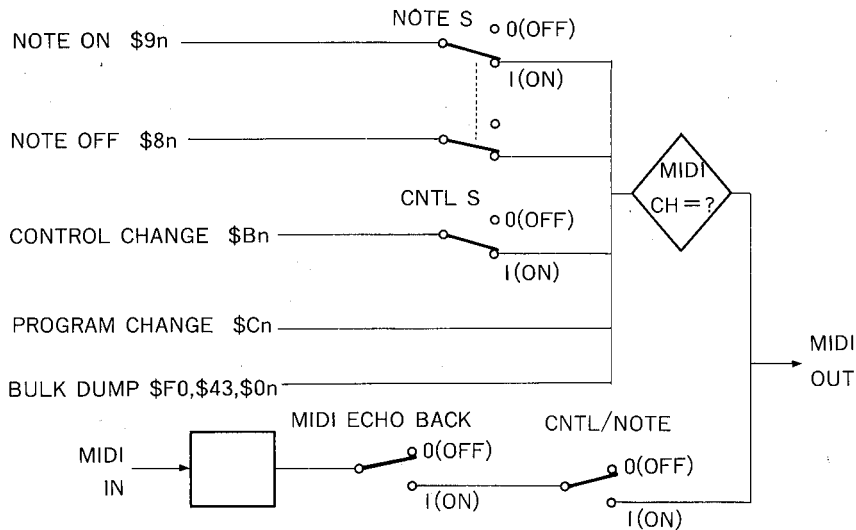 NOTE S
NOTE ON $9n
0(OFF)
1(ON)
NOTE OFF $8n
MIDI
CH=?
CNTL S
0(OFF)
CONTROL CHANGE $Bn
1(ON)
PROGRAM CHANGE $Cn
MIDI
OUT
BULK DUMP $F0,$43,$0n
MIDI ECHO BACK
CNTL/NOTE
MIDI
IN
0(OFF)
1(ON)
0(OFF)
1(ON)